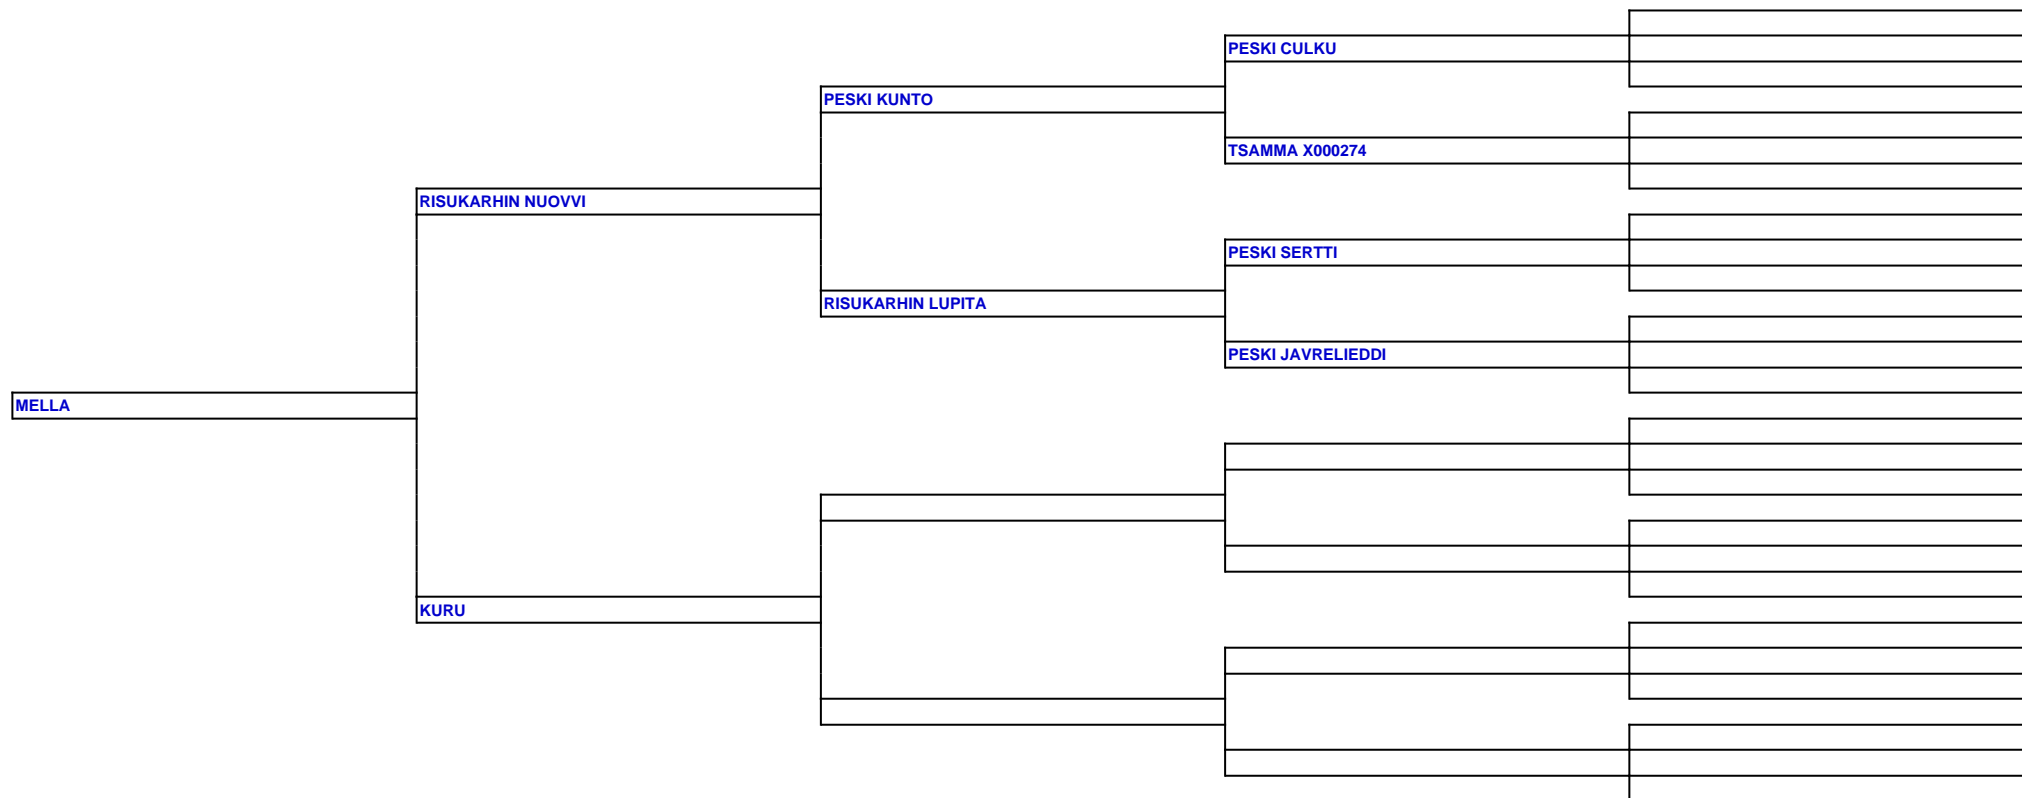 PESKI CULKU
PESKI KUNTO
TSAMMA X000274
RISUKARHIN NUOVVI
PESKI SERTTI
RISUKARHIN LUPITA
PESKI JAVRELIEDDI
MELLA
KURU